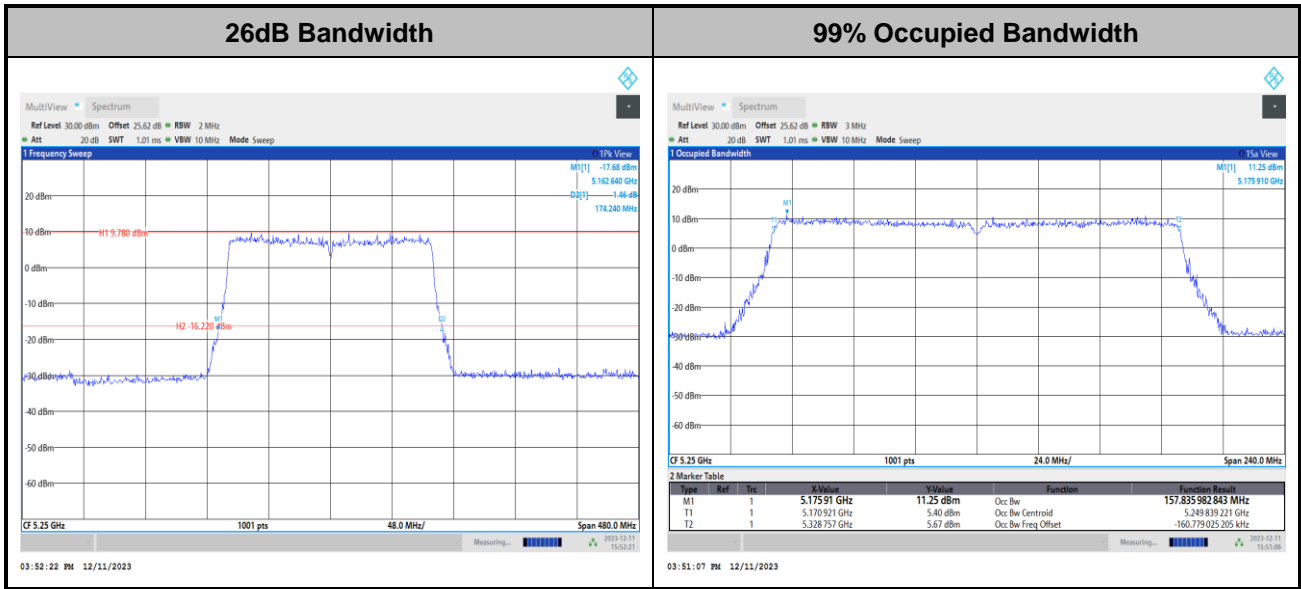 26dB Bandwidth
99% Occupied Bandwidth
MultiView Spectrum
Ref Level 30.00 dBm Offset 25.62 dB RBW 2 MHz
Att 20 dB SWT 1.01 ms VBW 10 MHz Mode Sweep
1 Frequency Sweep 1Pk View
M1[1] -17.68 dBm
5.162 640 GHz
D2[1] -1.46 dB
174.240 MHz
20 dBm
10 dBm
H1 9.780 dBm
0 dBm
-10 dBm
M1
D2
H2 -16.220 dBm
-20 dBm
-30 dBm
-40 dBm
-50 dBm
-60 dBm
CF 5.25 GHz 1001 pts 48.0 MHz/ Span 480.0 MHz
Measuring... 2023-12-11
15:52:21
03:52:22 PM 12/11/2023
MultiView Spectrum
Ref Level 30.00 dBm Offset 25.62 dB RBW 3 MHz
Att 20 dB SWT 1.01 ms VBW 10 MHz Mode Sweep
1 Occupied Bandwidth 1Sa View
M1[1] 11.25 dBm
5.175 910 GHz
20 dBm
M1
10 dBm
T1
T2
0 dBm
-10 dBm
-20 dBm
-30 dBm
-40 dBm
-50 dBm
-60 dBm
CF 5.25 GHz 1001 pts 24.0 MHz/ Span 240.0 MHz
2 Marker Table
Type Ref Trc X-Value Y-Value Function Function Result
M1 1 5.175 91 GHz 11.25 dBm Occ Bw 157.835 982 843 MHz
T1 1 5.170 921 GHz 5.40 dBm Occ Bw Centroid 5.249 839 221 GHz
T2 1 5.328 757 GHz 5.67 dBm Occ Bw Freq Offset -160.779 025 205 kHz
Measuring... 2023-12-11
15:51:06
03:51:07 PM 12/11/2023